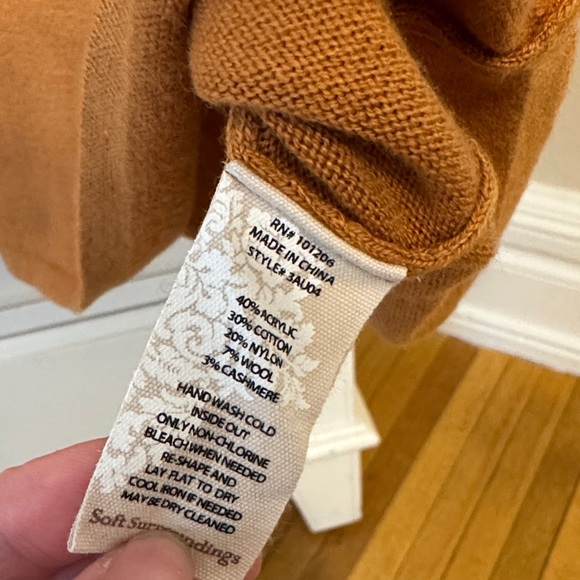 RN# 101206
MADE IN CHINA
STYLE# 3AU04
40% ACRYLIC
30% COTTON
20% NYLON
7% WOOL
3% CASHMERE
HAND WASH COLD
INSIDE OUT
ONLY NON-CHLORINE
BLEACH WHEN NEEDED
RE-SHAPE AND
LAY FLAT TO DRY
COOL IRON IF NEEDED
MAY BE DRY CLEANED
Soft Surroundings